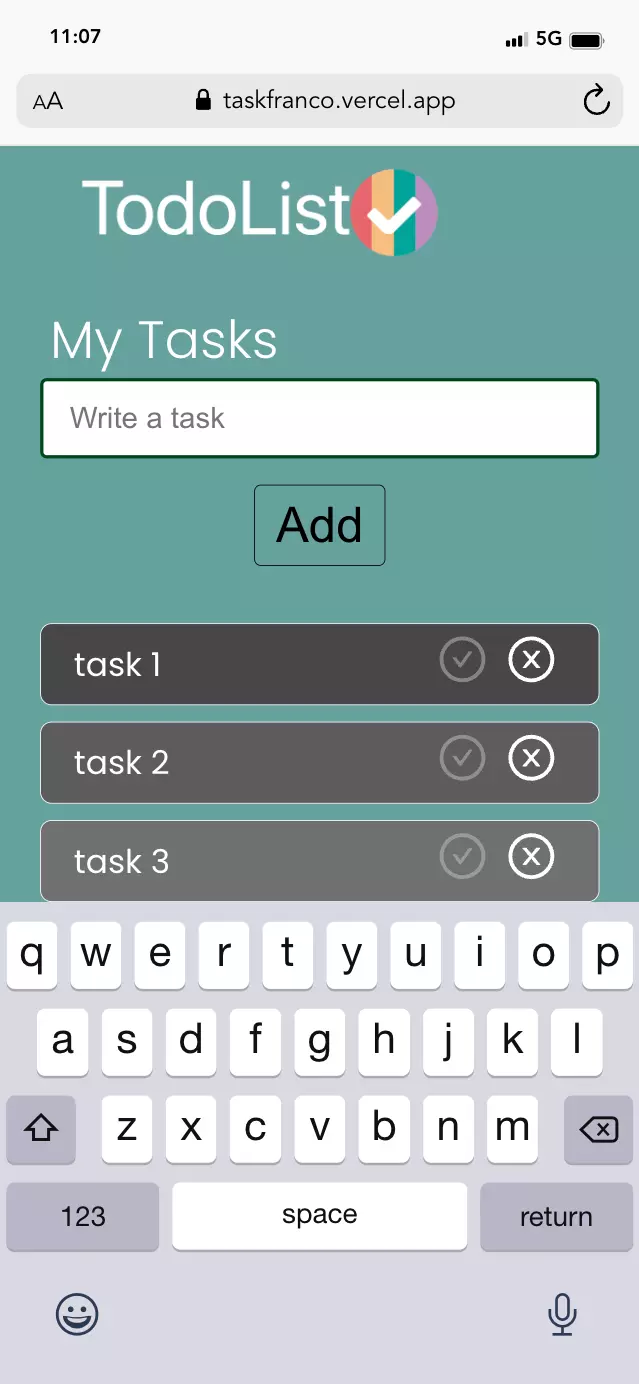 11:07 5G
AA taskfranco.vercel.app
TodoList
My Tasks
Write a task
Add
task 1
task 2
task 3
q w e r t y u i o p
a s d f g h j k l
z x c v b n m
123 space return